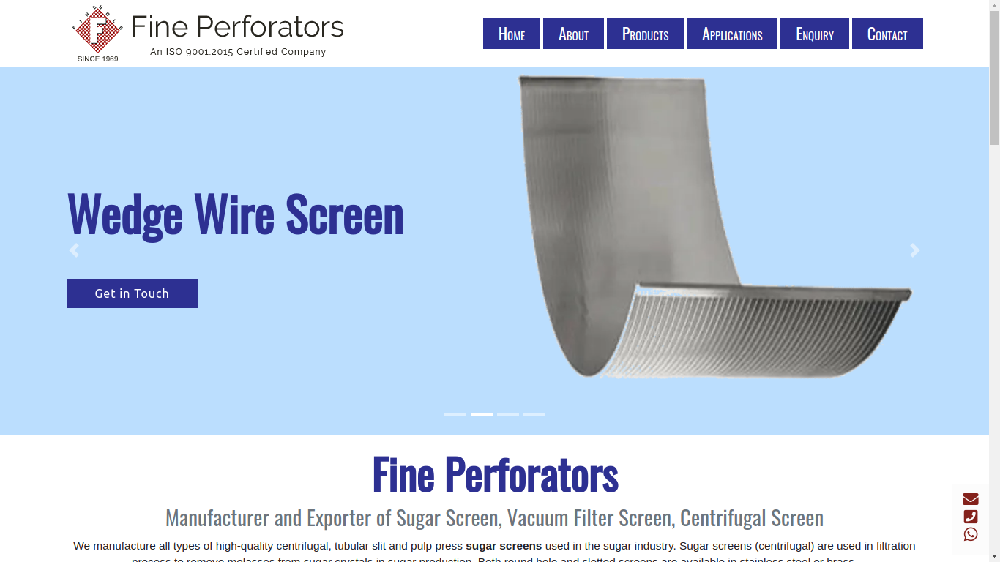 FINEHOLE
F
SINCE 1969
Fine Perforators
An ISO 9001:2015 Certified Company
Home
About
Products
Applications
Enquiry
Contact
Wedge Wire Screen
Get in Touch
Fine Perforators
Manufacturer and Exporter of Sugar Screen, Vacuum Filter Screen, Centrifugal Screen
We manufacture all types of high-quality centrifugal, tubular slit and pulp press sugar screens used in the sugar industry. Sugar screens (centrifugal) are used in filtration
process to remove molasses from sugar crystals in sugar production. Both round hole and slotted screens are available in stainless steel or brass.